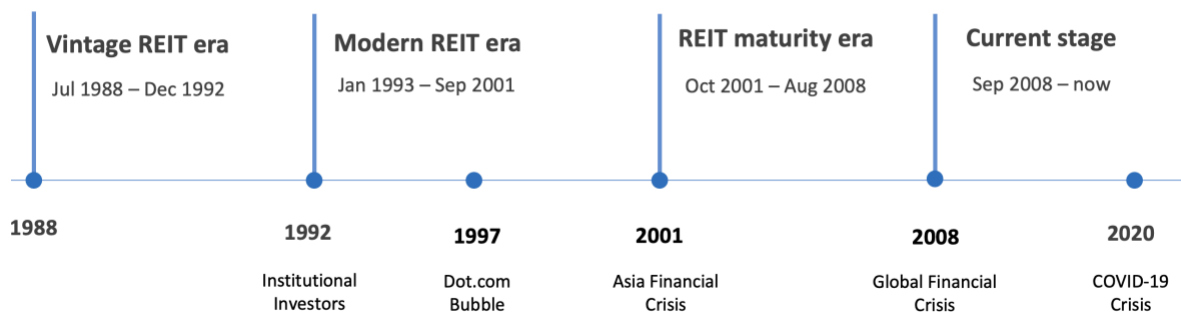 Vintage REIT era
Jul 1988 – Dec 1992
Modern REIT era
Jan 1993 – Sep 2001
REIT maturity era
Oct 2001 – Aug 2008
Current stage
Sep 2008 – now
1988
1992
Institutional
Investors
1997
Dot.com
Bubble
2001
Asia Financial
Crisis
2008
Global Financial
Crisis
2020
COVID-19
Crisis